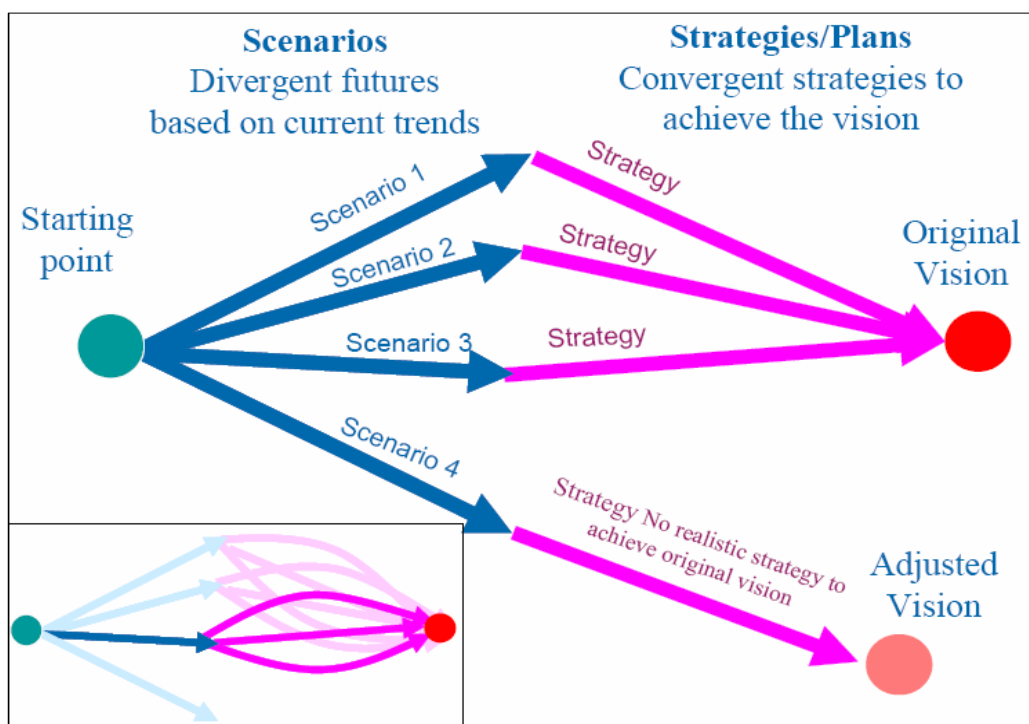 Scenarios
Divergent futures
based on current trends
Strategies/Plans
Convergent strategies to
achieve the vision
Starting
point
Scenario 1
Scenario 2
Scenario 3
Scenario 4
Strategy
Strategy
Strategy
Strategy No realistic strategy to
achieve original vision
Original
Vision
Adjusted
Vision